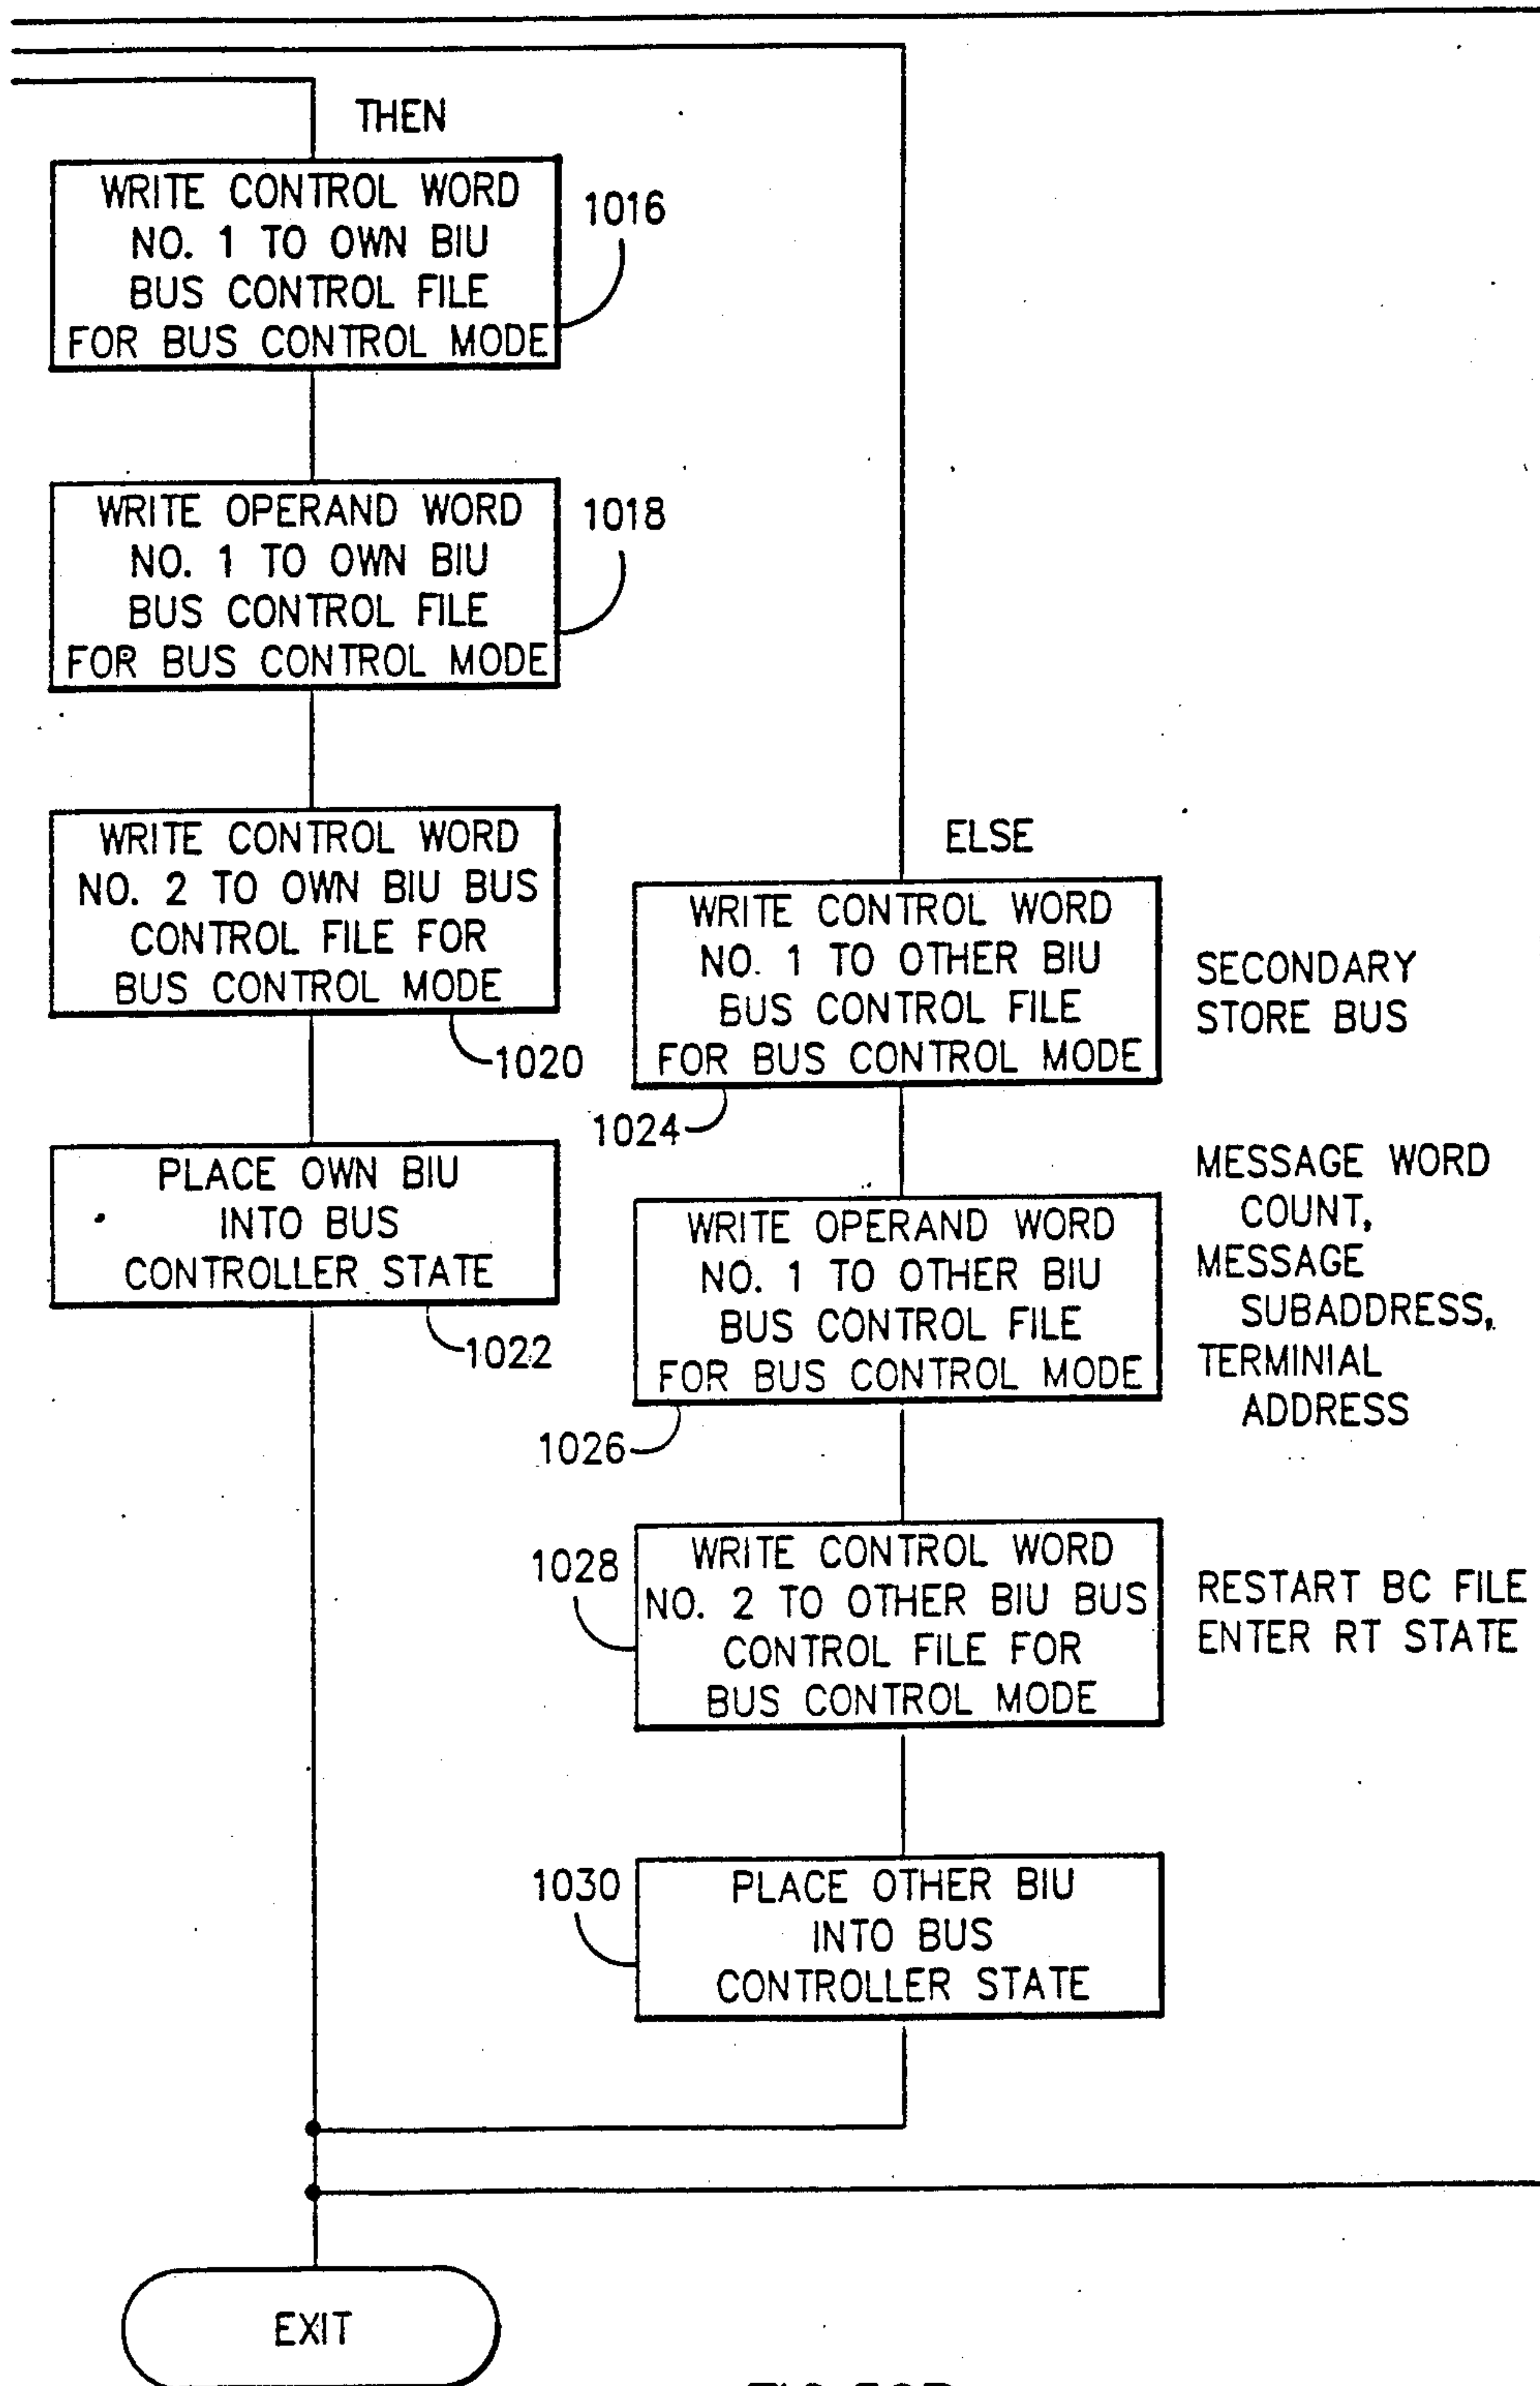 THEN
WRITE CONTROL WORD
NO. 1 TO OWN BIU
BUS CONTROL FILE
FOR BUS CONTROL MODE
1016
WRITE OPERAND WORD
NO. 1 TO OWN BIU
BUS CONTROL FILE
FOR BUS CONTROL MODE
1018
WRITE CONTROL WORD
NO. 2 TO OWN BIU BUS
CONTROL FILE FOR
BUS CONTROL MODE
1020
PLACE OWN BIU
INTO BUS
CONTROLLER STATE
1022
ELSE
WRITE CONTROL WORD
NO. 1 TO OTHER BIU
BUS CONTROL FILE
FOR BUS CONTROL MODE
1024
SECONDARY
STORE BUS
WRITE OPERAND WORD
NO. 1 TO OTHER BIU
BUS CONTROL FILE
FOR BUS CONTROL MODE
1026
MESSAGE WORD
COUNT,
MESSAGE
SUBADDRESS,
TERMINIAL
ADDRESS
1028
WRITE CONTROL WORD
NO. 2 TO OTHER BIU BUS
CONTROL FILE FOR
BUS CONTROL MODE
RESTART BC FILE
ENTER RT STATE
1030
PLACE OTHER BIU
INTO BUS
CONTROLLER STATE
EXIT